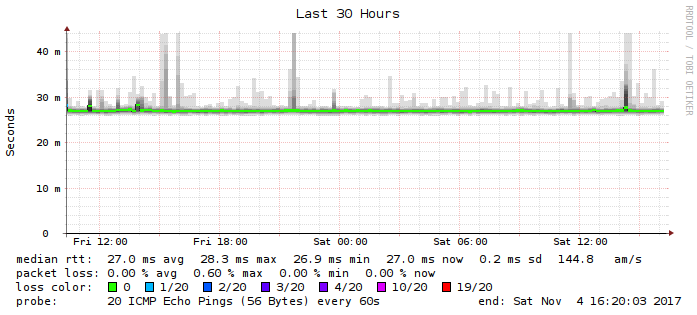 Last 30 Hours
RRDTOOL / TOBI OETIKER
Seconds
40 m
30 m
20 m
10 m
0
Fri 12:00 Fri 18:00 Sat 00:00 Sat 06:00 Sat 12:00
median rtt: 27.0 ms avg 28.3 ms max 26.9 ms min 27.0 ms now 0.2 ms sd 144.8 am/s
packet loss: 0.00 % avg 0.60 % max 0.00 % min 0.00 % now
loss color: 0 1/20 2/20 3/20 4/20 10/20 19/20
probe: 20 ICMP Echo Pings (56 Bytes) every 60s end: Sat Nov 4 16:20:03 2017